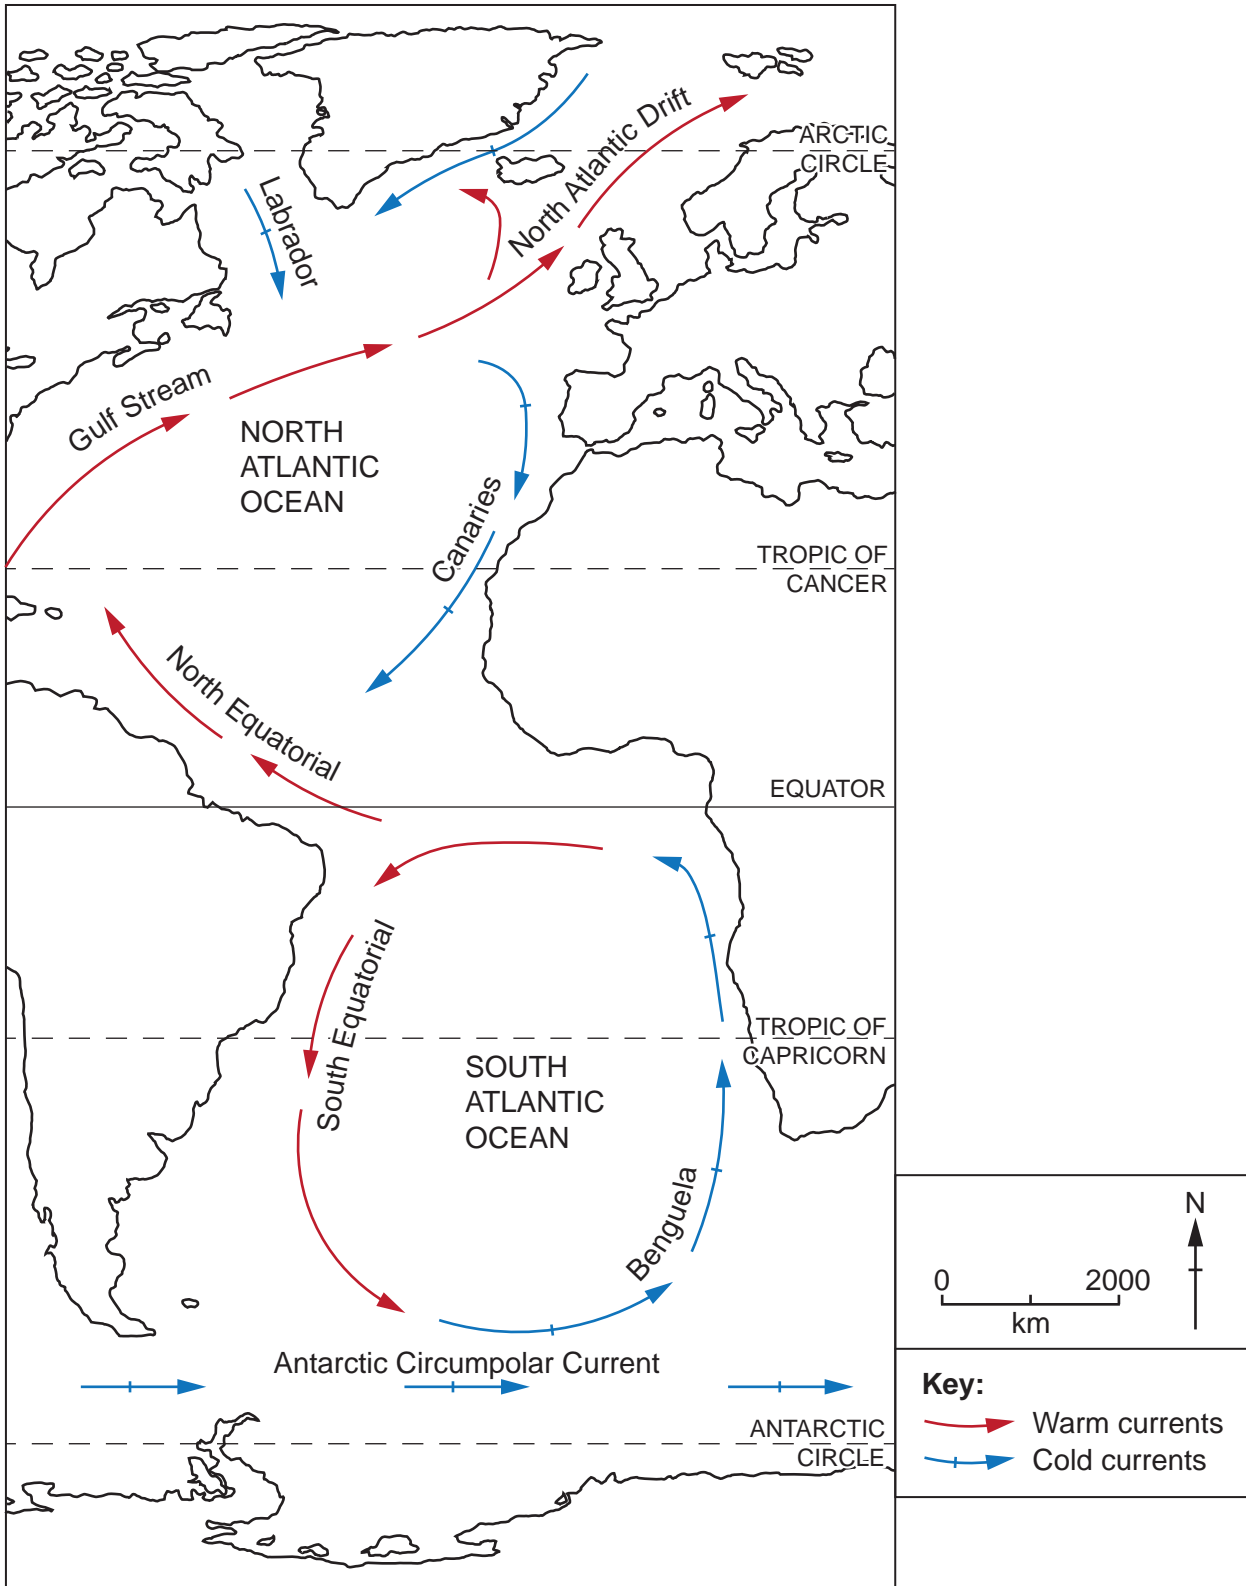 ARCTIC
CIRCLE
North Atlantic Drift
Labrador
Gulf Stream
NORTH
ATLANTIC
OCEAN
Canaries
TROPIC OF
CANCER
North Equatorial
EQUATOR
South Equatorial
TROPIC OF
CAPRICORN
SOUTH
ATLANTIC
OCEAN
Benguela
N
0 2000
km
Antarctic Circumpolar Current
Key:
Warm currents
Cold currents
ANTARCTIC
CIRCLE